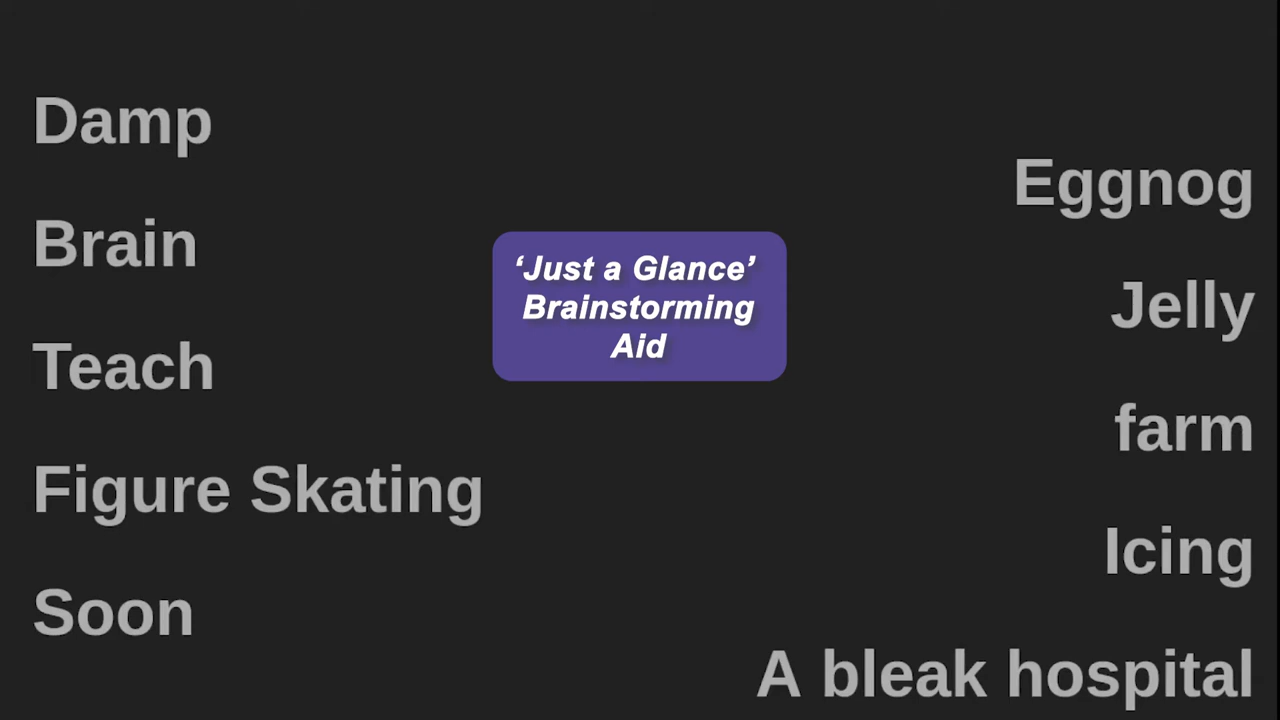 Damp
Eggnog
Brain
‘Just a Glance’
Brainstorming
Aid
Jelly
Teach
farm
Figure Skating
Icing
Soon
A bleak hospital